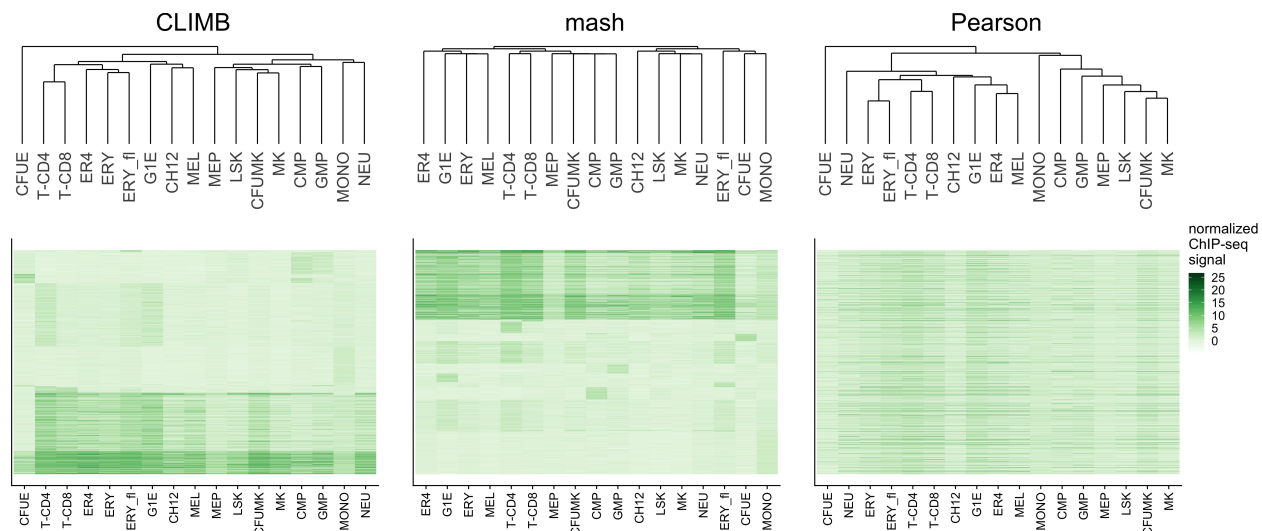 CLIMB
mash
Pearson
CFUE T-CD4 T-CD8 ER4 ERY ERY_fl G1E CH12 MEL MEP LSK CFUMK MK CMP GMP MONO NEU
ER4 G1E ERY MEL T-CD4 T-CD8 MEP CFUMK CMP GMP CH12 LSK MK NEU ERY_fl CFUE MONO
CFUE NEU ERY ERY_fl T-CD4 T-CD8 CH12 G1E ER4 MEL MONO CMP GMP MEP LSK CFUMK MK
normalized
ChIP-seq
signal
25
20
15
10
5
0
CFUE T-CD4 T-CD8 ER4 ERY ERY_fl G1E CH12 MEL MEP LSK CFUMK MK CMP GMP MONO NEU
ER4 G1E ERY MEL T-CD4 T-CD8 MEP CFUMK CMP GMP CH12 LSK MK NEU ERY_fl CFUE MONO
CFUE NEU ERY ERY_fl T-CD4 T-CD8 CH12 G1E ER4 MEL MONO CMP GMP MEP LSK CFUMK MK